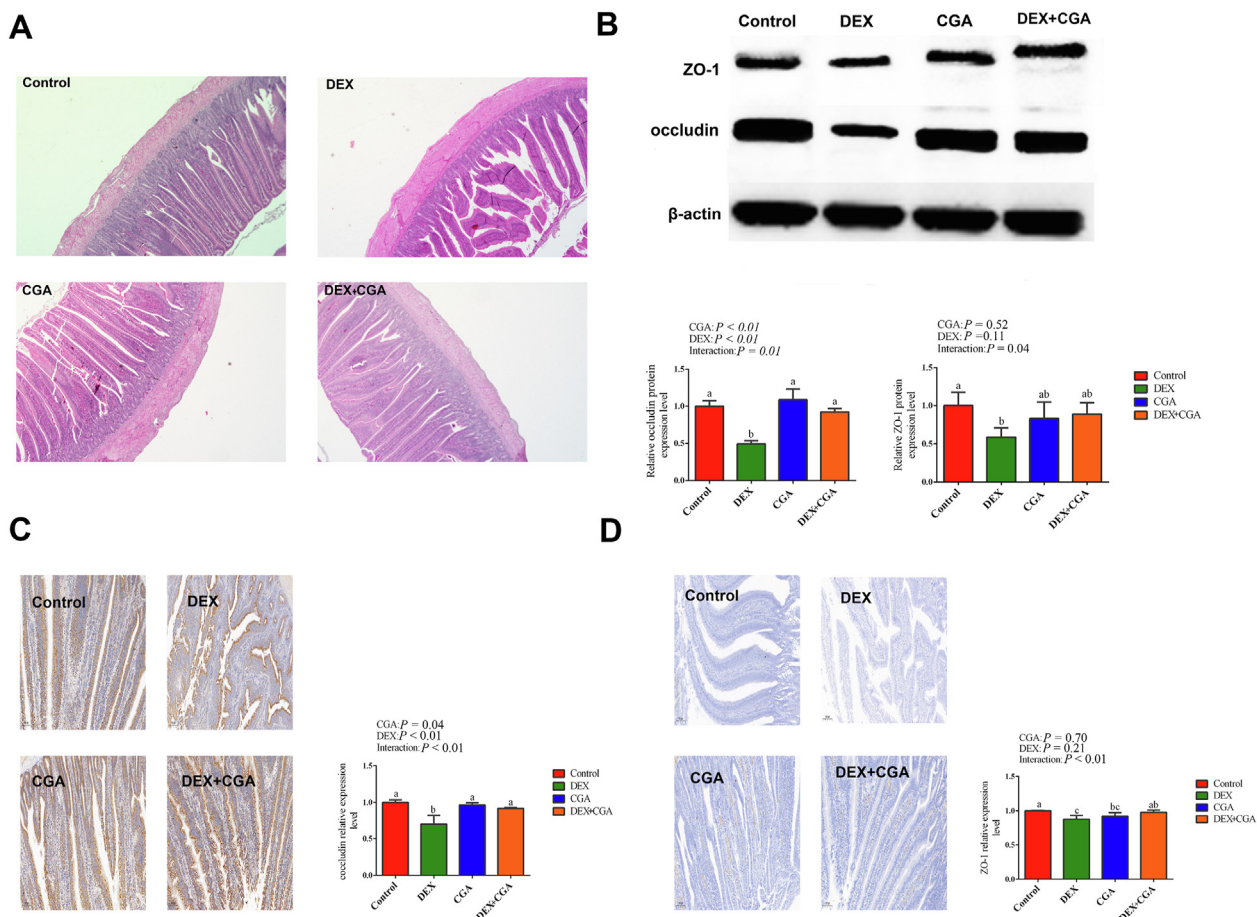 A
Control
DEX
CGA
DEX+CGA
B
Control DEX CGA DEX+CGA
ZO-1
occludin
β-actin
CGA: P < 0.01
DEX: P < 0.01
Interaction: P = 0.01
Relative occludin protein
expression level
1.5
1.0
0.5
0.0
a
b
a
a
Control
DEX
CGA
DEX+CGA
CGA: P = 0.52
DEX: P =0.11
Interaction: P = 0.04
Relative ZO-1 protein
expression level
1.5
1.0
0.5
0.0
a
b
ab
ab
Control
DEX
CGA
DEX+CGA
Control
DEX
CGA
DEX+CGA
C
Control
DEX
CGA
DEX+CGA
CGA: P = 0.04
DEX: P < 0.01
Interaction: P < 0.01
coccludin relative expression
level
1.5
1.0
0.5
0.0
a
b
a
a
Control
DEX
CGA
DEX+CGA
Control
DEX
CGA
DEX+CGA
D
Control
DEX
CGA
DEX+CGA
CGA: P = 0.70
DEX: P = 0.21
Interaction: P < 0.01
ZO-1 relative expression
level
1.5
1.0
0.5
0.0
a
c
bc
ab
Control
DEX
CGA
DEX+CGA
Control
DEX
CGA
DEX+CGA